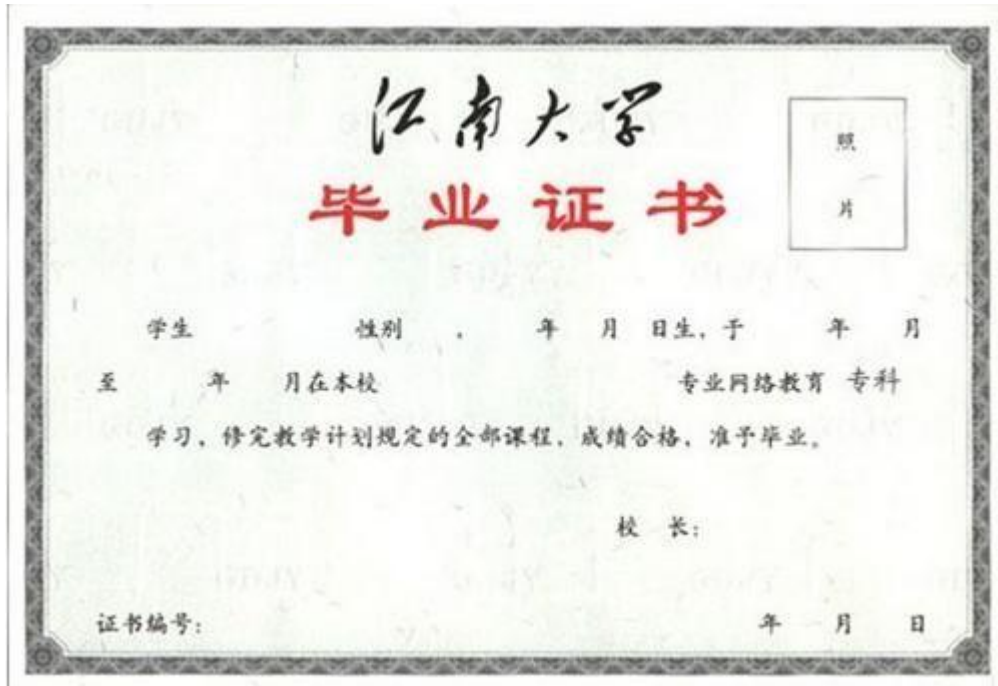 江南大学
毕业证书
照
片
学生 性别 , 年 月 日生, 于 年 月
至 年 月在本校 专业网络教育 专科
学习, 修完教学计划规定的全部课程, 成绩合格, 准予毕业。
校 长:
证书编号: 年 月 日